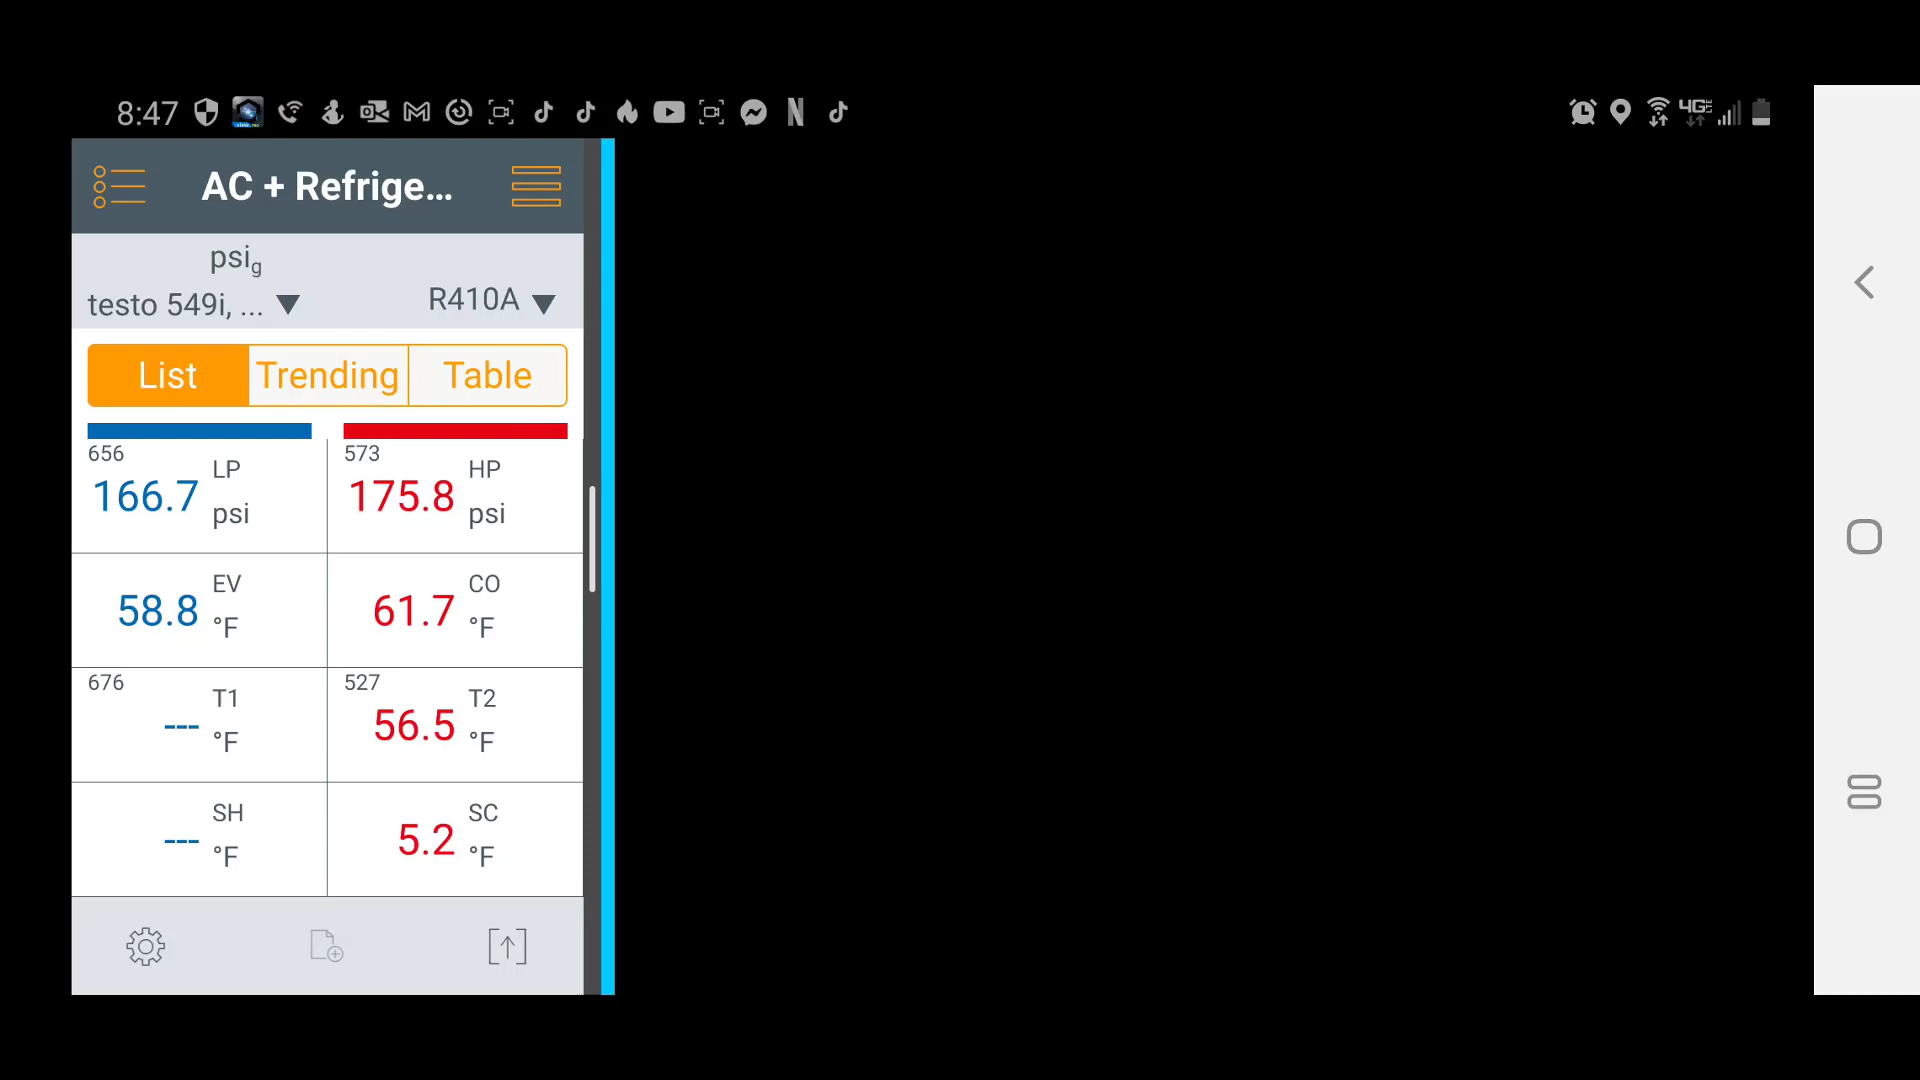 8:47
4G
AC + Refrige...
psig
testo 549i, ...
R410A
List
Trending
Table
656
LP
166.7
psi
573
HP
175.8
psi
EV
58.8
°F
CO
61.7
°F
676
T1
---
°F
527
T2
56.5
°F
SH
---
°F
SC
5.2
°F